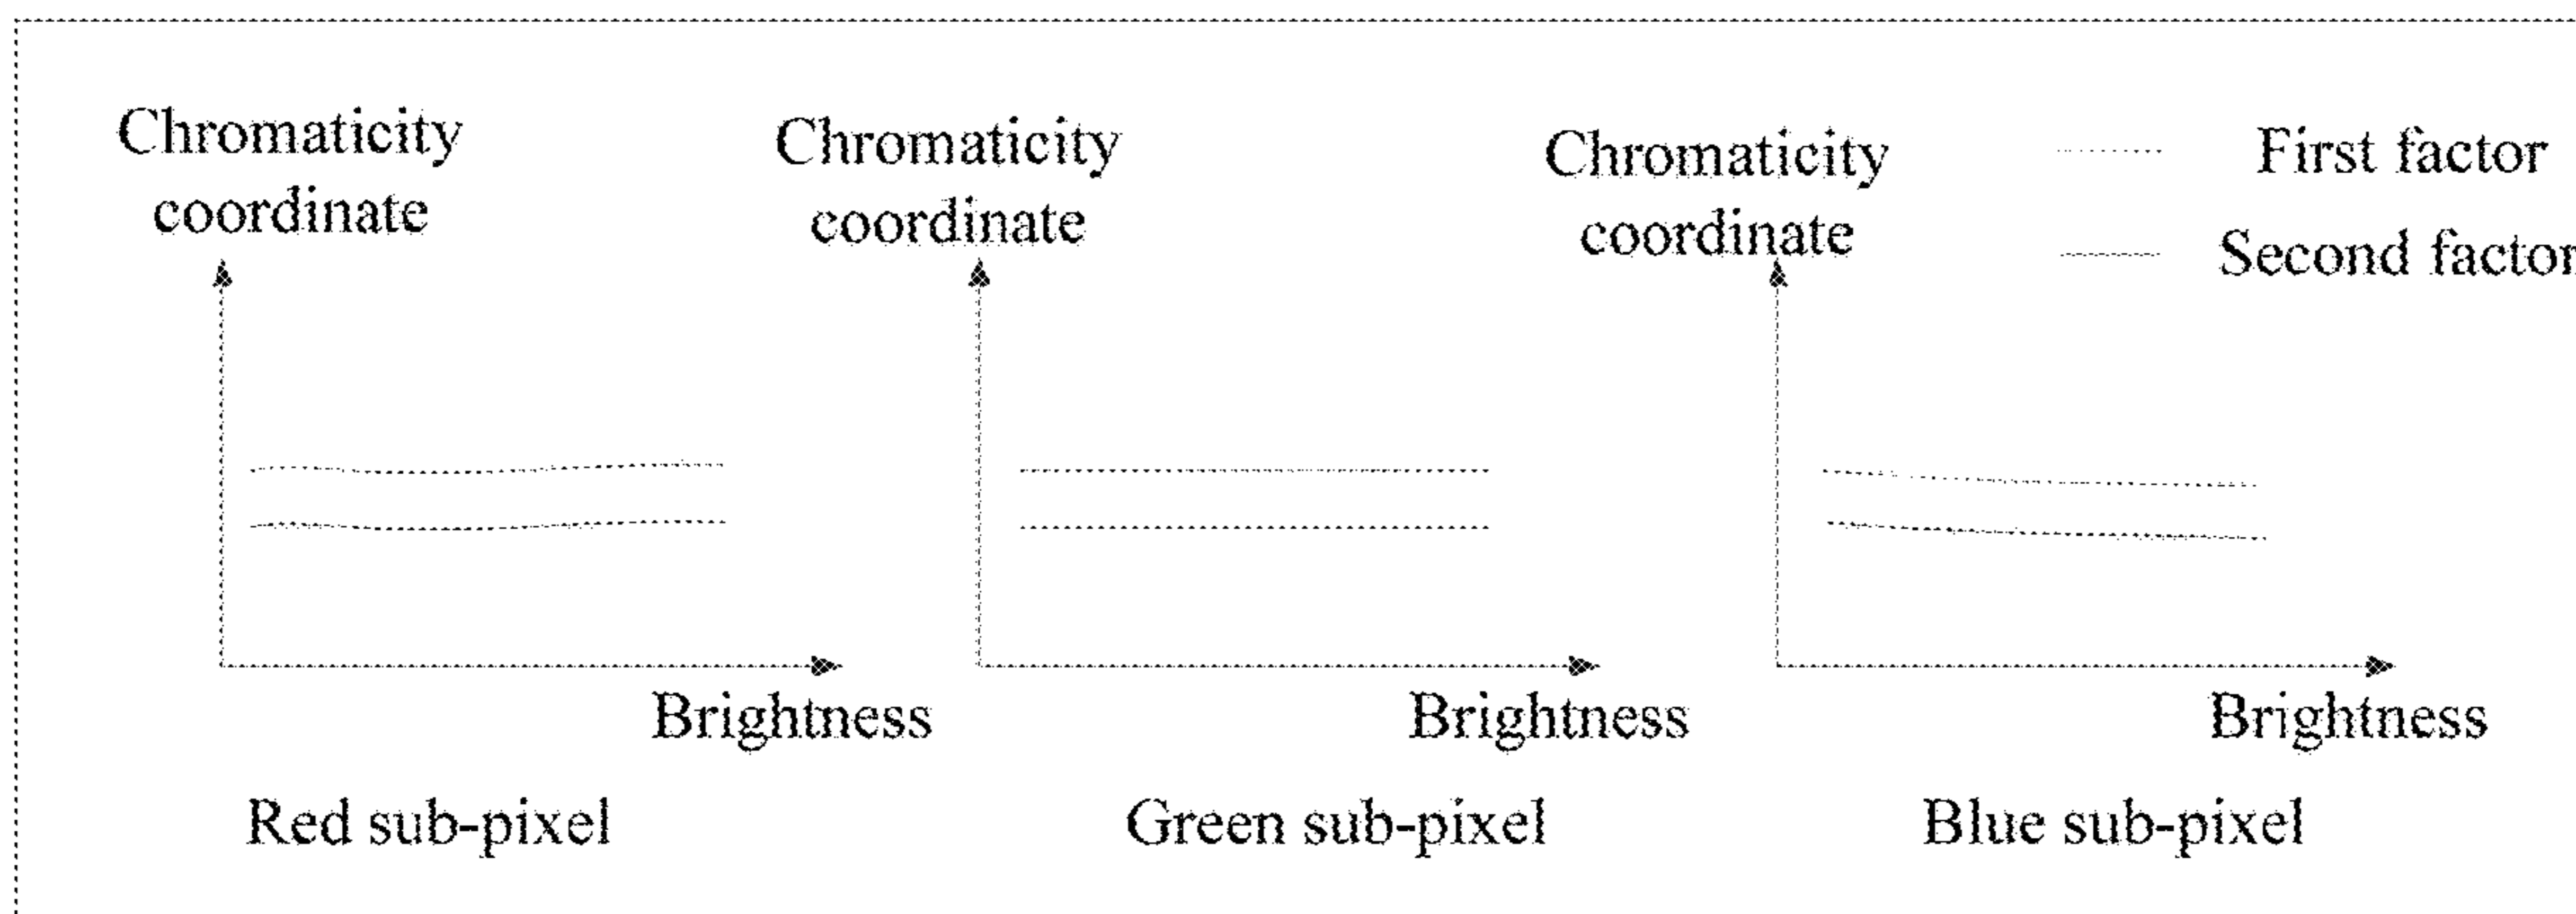 Chromaticity
coordinate
Chromaticity
coordinate
Chromaticity
coordinate
First factor
Second factor
Brightness
Brightness
Brightness
Red sub-pixel
Green sub-pixel
Blue sub-pixel